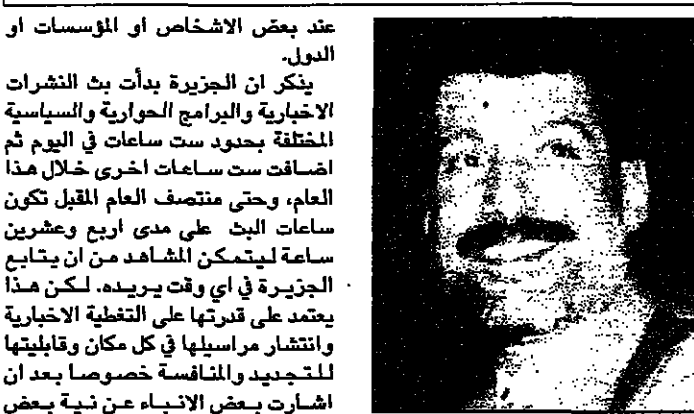 عند بعض الاشخاص أو المؤسسات أو
الدول.
يذكر ان الجزيرة بدأت بث النشرات
الاخبارية والبرامج الحوارية والسياسية
المختلفة بحدود ست ساعات في اليوم ثم
اضافت ست ساعات اخرى خلال هذا
العام، وحتى منتصف العام المقبل تكون
ساعات البث على مدى اربع وعشرين
ساعة ليتمكن المشاهد من ان يتابع
الجزيرة في اي وقت يريده. لكن هذا
يعتمد على قدرتها على التغطية الاخبارية
وانتشار مراسيلها في كل مكان وقابليتها
للتجديد والمنافسة خصوصا بعد ان
اشارت بعض الانباء عن نية بعض